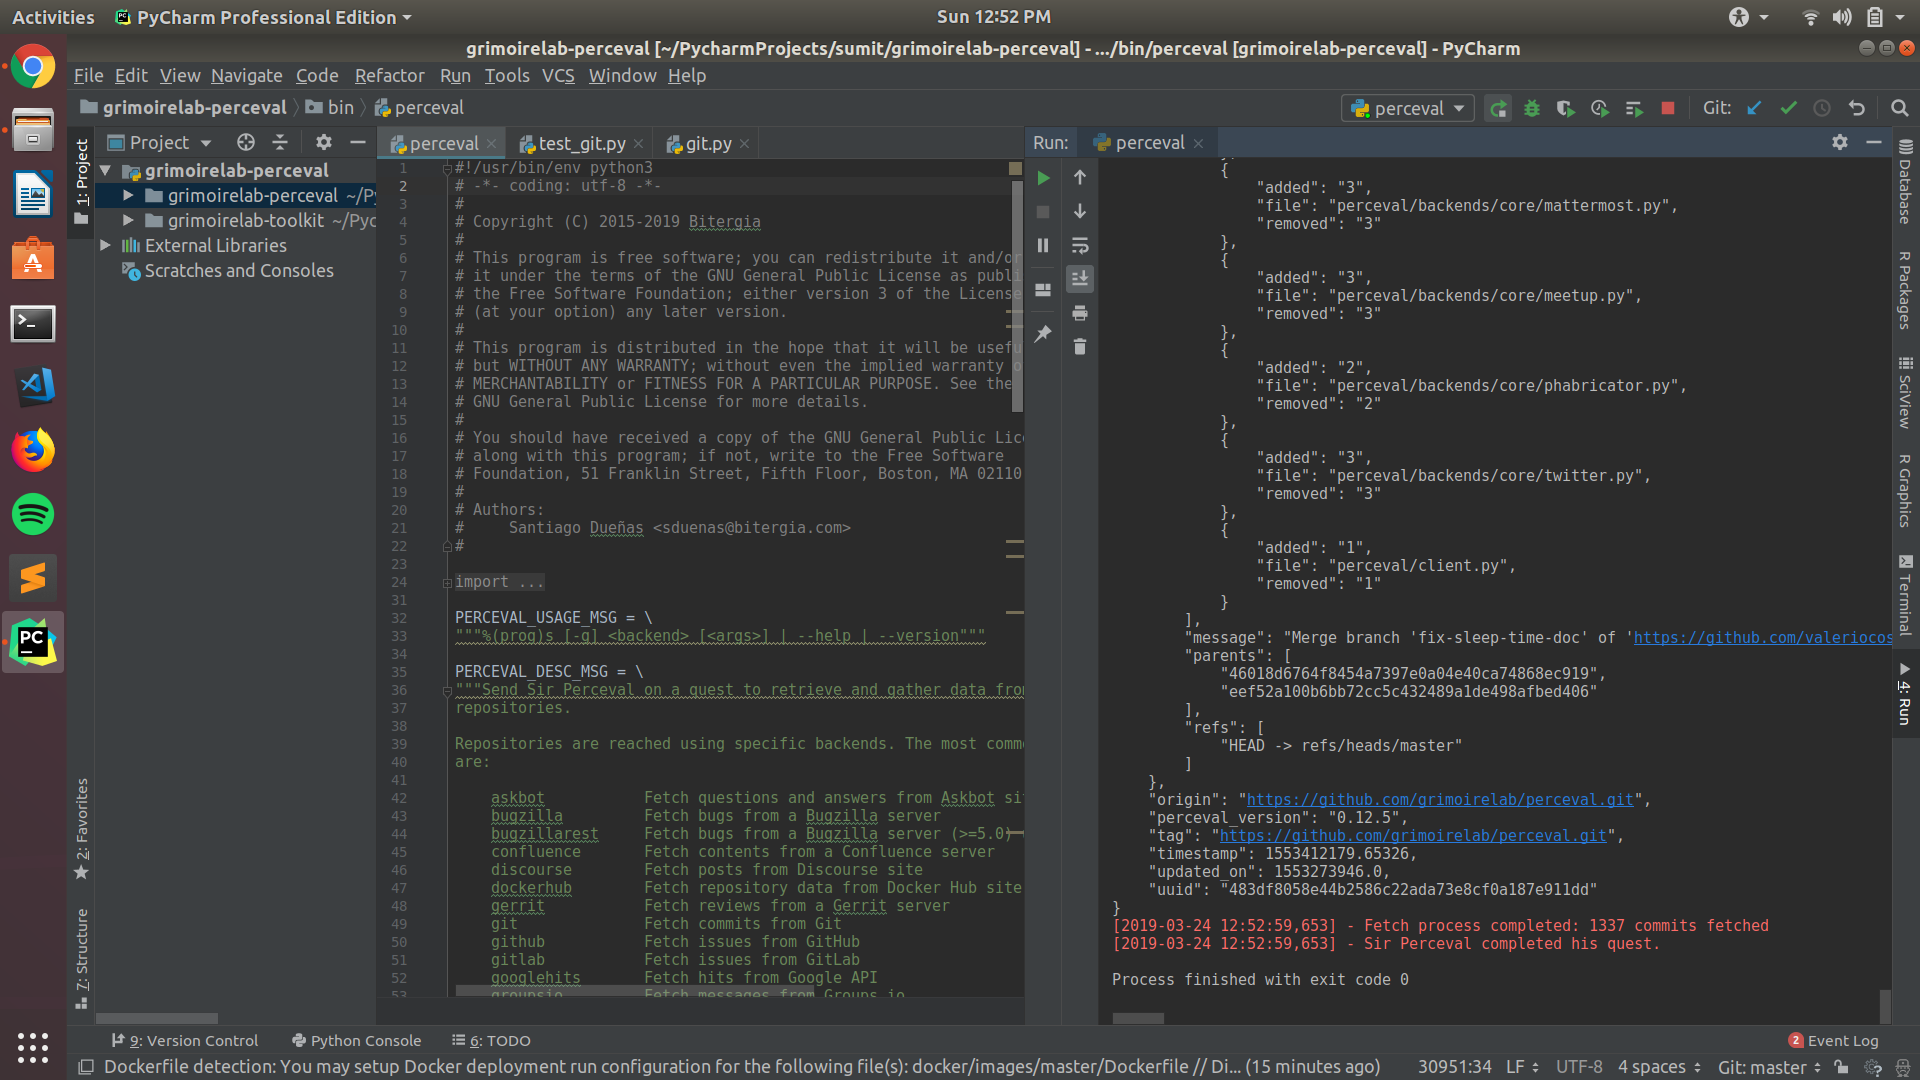 Activities
PyCharm Professional Edition
Sun 12:52 PM
grimoirelab-perceval [~/PycharmProjects/sumit/grimoirelab-perceval] - .../bin/perceval [grimoirelab-perceval] - PyCharm
File Edit View Navigate Code Refactor Run Tools VCS Window Help
grimoirelab-perceval bin perceval
perceval
Git:
1: Project
2: Favorites
7: Structure
Project
grimoirelab-perceval
grimoirelab-perceval ~/Py
grimoirelab-toolkit ~/Pyc
External Libraries
Scratches and Consoles
perceval
test_git.py
git.py
1 #!/usr/bin/env python3
2 # -*- coding: utf-8 -*-
3 #
4 # Copyright (C) 2015-2019 Bitergia
5 #
6 # This program is free software; you can redistribute it and/or
7 # it under the terms of the GNU General Public License as publi
8 # the Free Software Foundation; either version 3 of the License
9 # (at your option) any later version.
10 #
11 # This program is distributed in the hope that it will be usefu
12 # but WITHOUT ANY WARRANTY; without even the implied warranty o
13 # MERCHANTABILITY or FITNESS FOR A PARTICULAR PURPOSE. See the
14 # GNU General Public License for more details.
15 #
16 # You should have received a copy of the GNU General Public Lice
17 # along with this program; if not, write to the Free Software
18 # Foundation, 51 Franklin Street, Fifth Floor, Boston, MA 02110
19 #
20 # Authors:
21 #     Santiago Dueñas <sduenas@bitergia.com>
22 #
23
24 import ...
31
32 PERCEVAL_USAGE_MSG = \
33 """%(prog)s [-g] <backend> [<args>] | --help | --version"""
34
35 PERCEVAL_DESC_MSG = \
36 """Send Sir Perceval on a quest to retrieve and gather data from
37 repositories.
38
39 Repositories are reached using specific backends. The most commo
40 are:
41
42     askbot           Fetch questions and answers from Askbot sit
43     bugzilla         Fetch bugs from a Bugzilla server
44     bugzillarest     Fetch bugs from a Bugzilla server (>=5.0)
45     confluence       Fetch contents from a Confluence server
46     discourse        Fetch posts from Discourse site
47     dockerhub        Fetch repository data from Docker Hub site
48     gerrit           Fetch reviews from a Gerrit server
49     git              Fetch commits from Git
50     github           Fetch issues from GitHub
51     gitlab           Fetch issues from GitLab
52     googlehits       Fetch hits from Google API
53     groupsio         Fetch messages from Groups.io
Run:
perceval
},
{
"added": "3",
"file": "perceval/backends/core/mattermost.py",
"removed": "3"
},
{
"added": "3",
"file": "perceval/backends/core/meetup.py",
"removed": "3"
},
{
"added": "2",
"file": "perceval/backends/core/phabricator.py",
"removed": "2"
},
{
"added": "3",
"file": "perceval/backends/core/twitter.py",
"removed": "3"
},
{
"added": "1",
"file": "perceval/client.py",
"removed": "1"
}
],
"message": "Merge branch 'fix-sleep-time-doc' of 'https://github.com/valeriocos
"parents": [
"46018d6764f8454a7397e0a04e40ca74868ec919",
"eef52a100b6bb72cc5c432489a1de498afbed406"
],
"refs": [
"HEAD -> refs/heads/master"
]
},
"origin": "https://github.com/grimoirelab/perceval.git",
"perceval_version": "0.12.5",
"tag": "https://github.com/grimoirelab/perceval.git",
"timestamp": 1553412179.65326,
"updated_on": 1553273946.0,
"uuid": "483df8058e44b2586c22ada73e8cf0a187e911dd"
}
[2019-03-24 12:52:59,653] - Fetch process completed: 1337 commits fetched
[2019-03-24 12:52:59,653] - Sir Perceval completed his quest.
Process finished with exit code 0
Database
R Packages
SciView
R Graphics
Terminal
4: Run
9: Version Control
Python Console
6: TODO
2 Event Log
Dockerfile detection: You may setup Docker deployment run configuration for the following file(s): docker/images/master/Dockerfile // Di... (15 minutes ago)
30951:34 LF UTF-8 4 spaces Git: master
PC